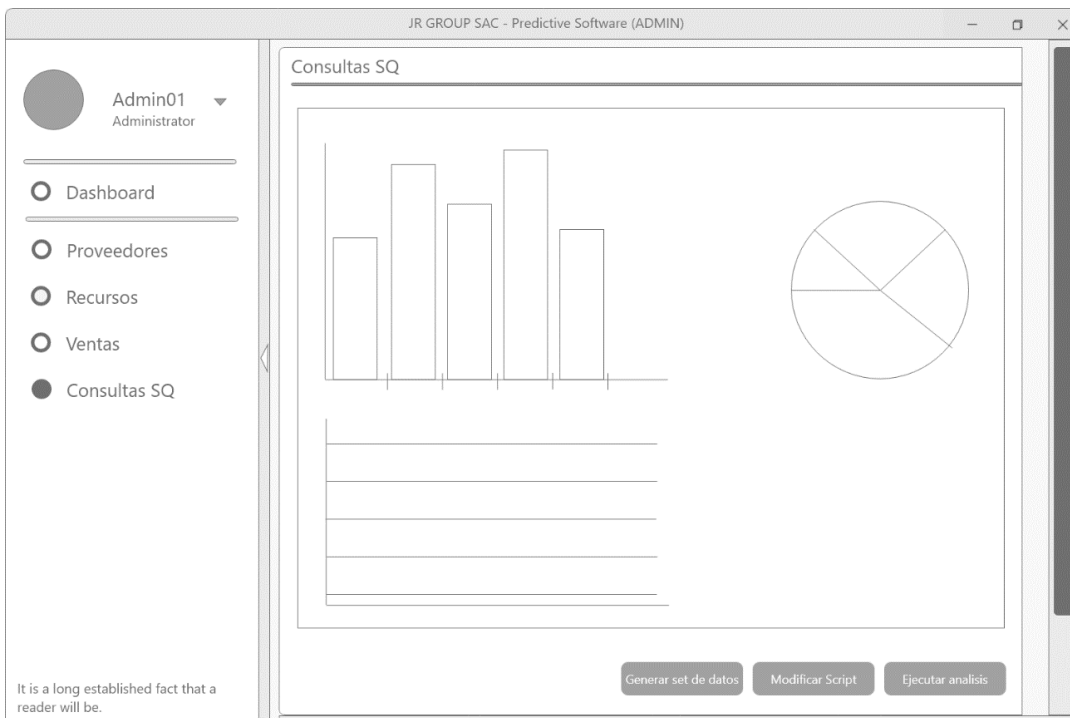 JR GROUP SAC - Predictive Software (ADMIN)
Admin01
Administrator
Dashboard
Proveedores
Recursos
Ventas
Consultas SQ
It is a long established fact that a
reader will be.
Consultas SQ
Generar set de datos
Modificar Script
Ejecutar analisis